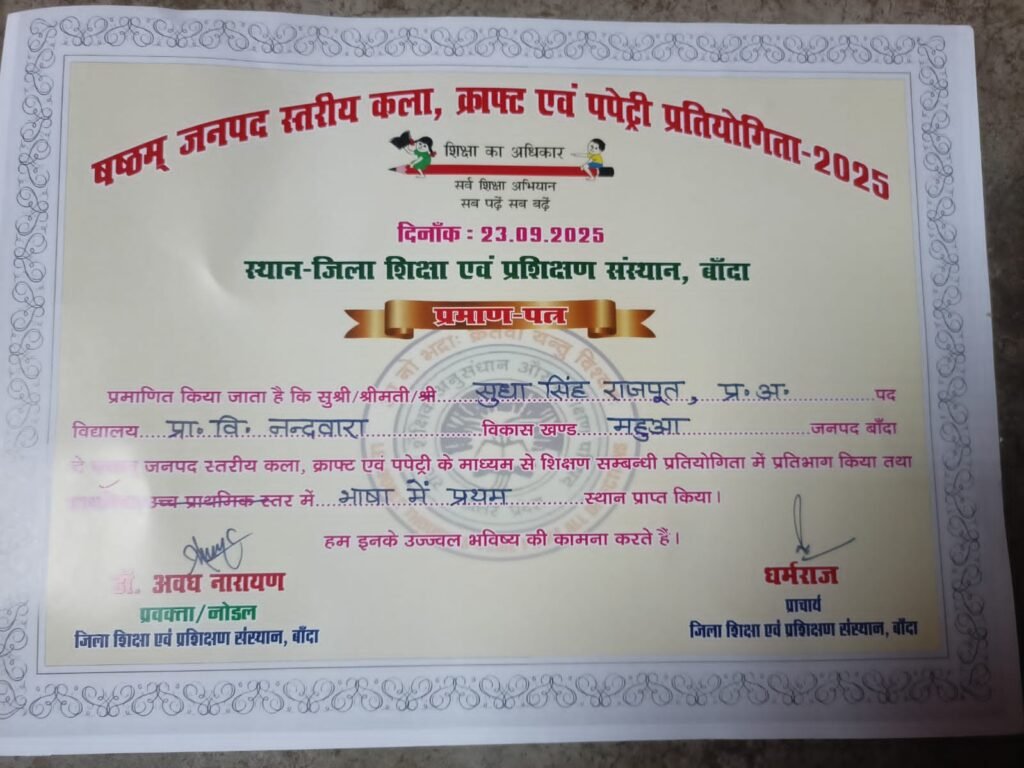 षष्ठम् जनपद स्तरीय कला, क्राफ्ट एवं पपेट्री प्रतियोगिता-2025
शिक्षा का अधिकार
सर्व शिक्षा अभियान
सब पढ़ें सब बढ़ें
दिनाँक : 23.09.2025
स्थान-जिला शिक्षा एवं प्रशिक्षण संस्थान, बाँदा
प्रमाण-पत्र
प्रमाणित किया जाता है कि सुश्री/श्रीमती/श्री सुधा सिंह राजपूत, प्र.अ. पद
विद्यालय प्रा. वि. नन्दवारा विकास खण्ड महुआ जनपद बाँदा
जनपद स्तरीय कला, क्राफ्ट एवं पपेट्री के माध्यम से शिक्षण सम्बन्धी प्रतियोगिता में प्रतिभाग किया तथा
उच्च प्राथमिक स्तर में भाषा में प्रथम स्थान प्राप्त किया।
हम इनके उज्ज्वल भविष्य की कामना करते हैं।
डॉ. अवध नारायण
प्रवक्ता/नोडल
जिला शिक्षा एवं प्रशिक्षण संस्थान, बाँदा
धर्मराज
प्राचार्य
जिला शिक्षा एवं प्रशिक्षण संस्थान, बाँदा